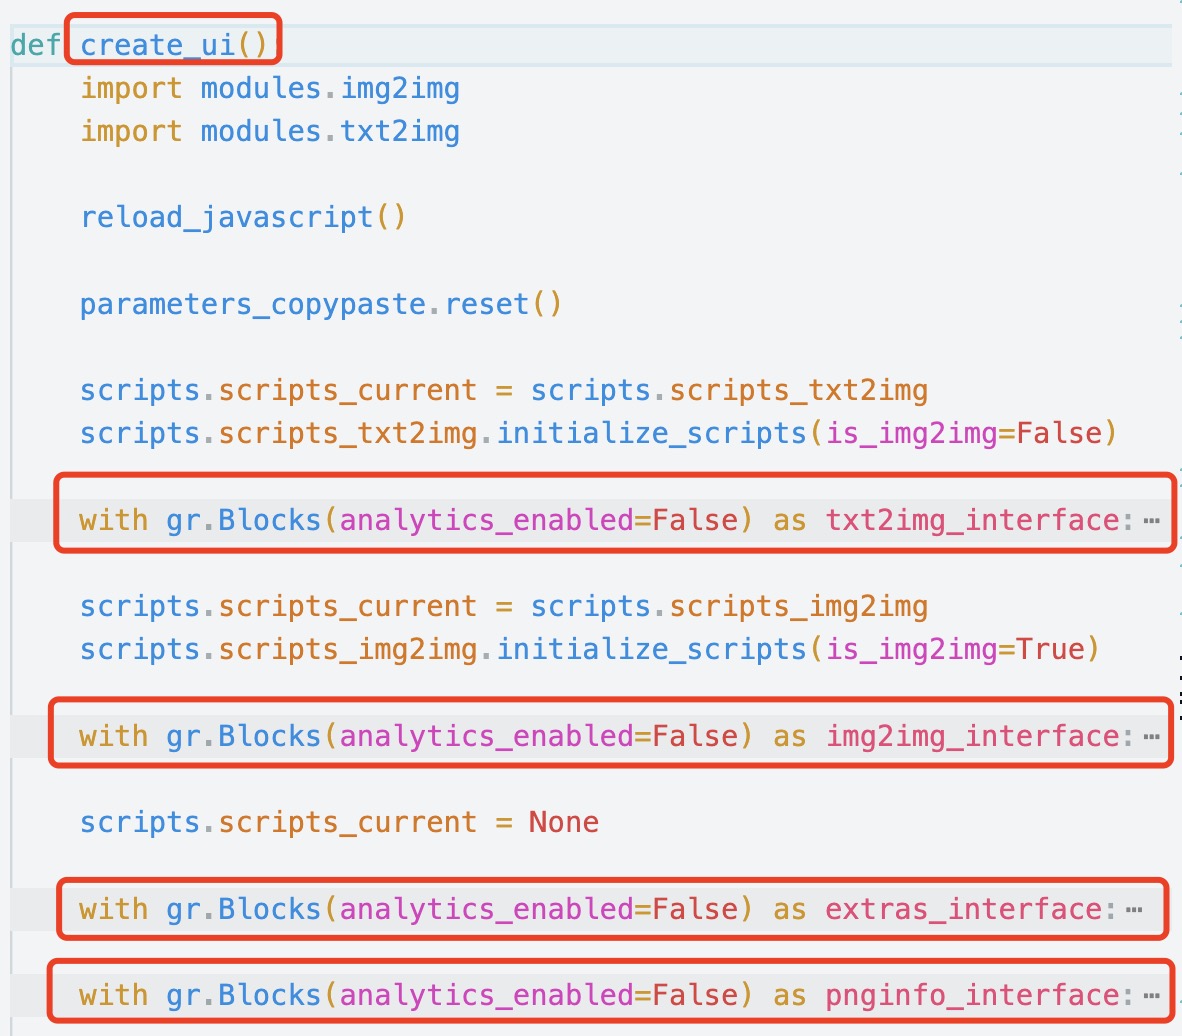 def create_ui()
    import modules.img2img
    import modules.txt2img
    reload_javascript()
    parameters_copypaste.reset()
    scripts.scripts_current = scripts.scripts_txt2img
    scripts.scripts_txt2img.initialize_scripts(is_img2img=False)
    with gr.Blocks(analytics_enabled=False) as txt2img_interface:⋯
    scripts.scripts_current = scripts.scripts_img2img
    scripts.scripts_img2img.initialize_scripts(is_img2img=True)
    with gr.Blocks(analytics_enabled=False) as img2img_interface:⋯
    scripts.scripts_current = None
    with gr.Blocks(analytics_enabled=False) as extras_interface:⋯
    with gr.Blocks(analytics_enabled=False) as pnginfo_interface:⋯